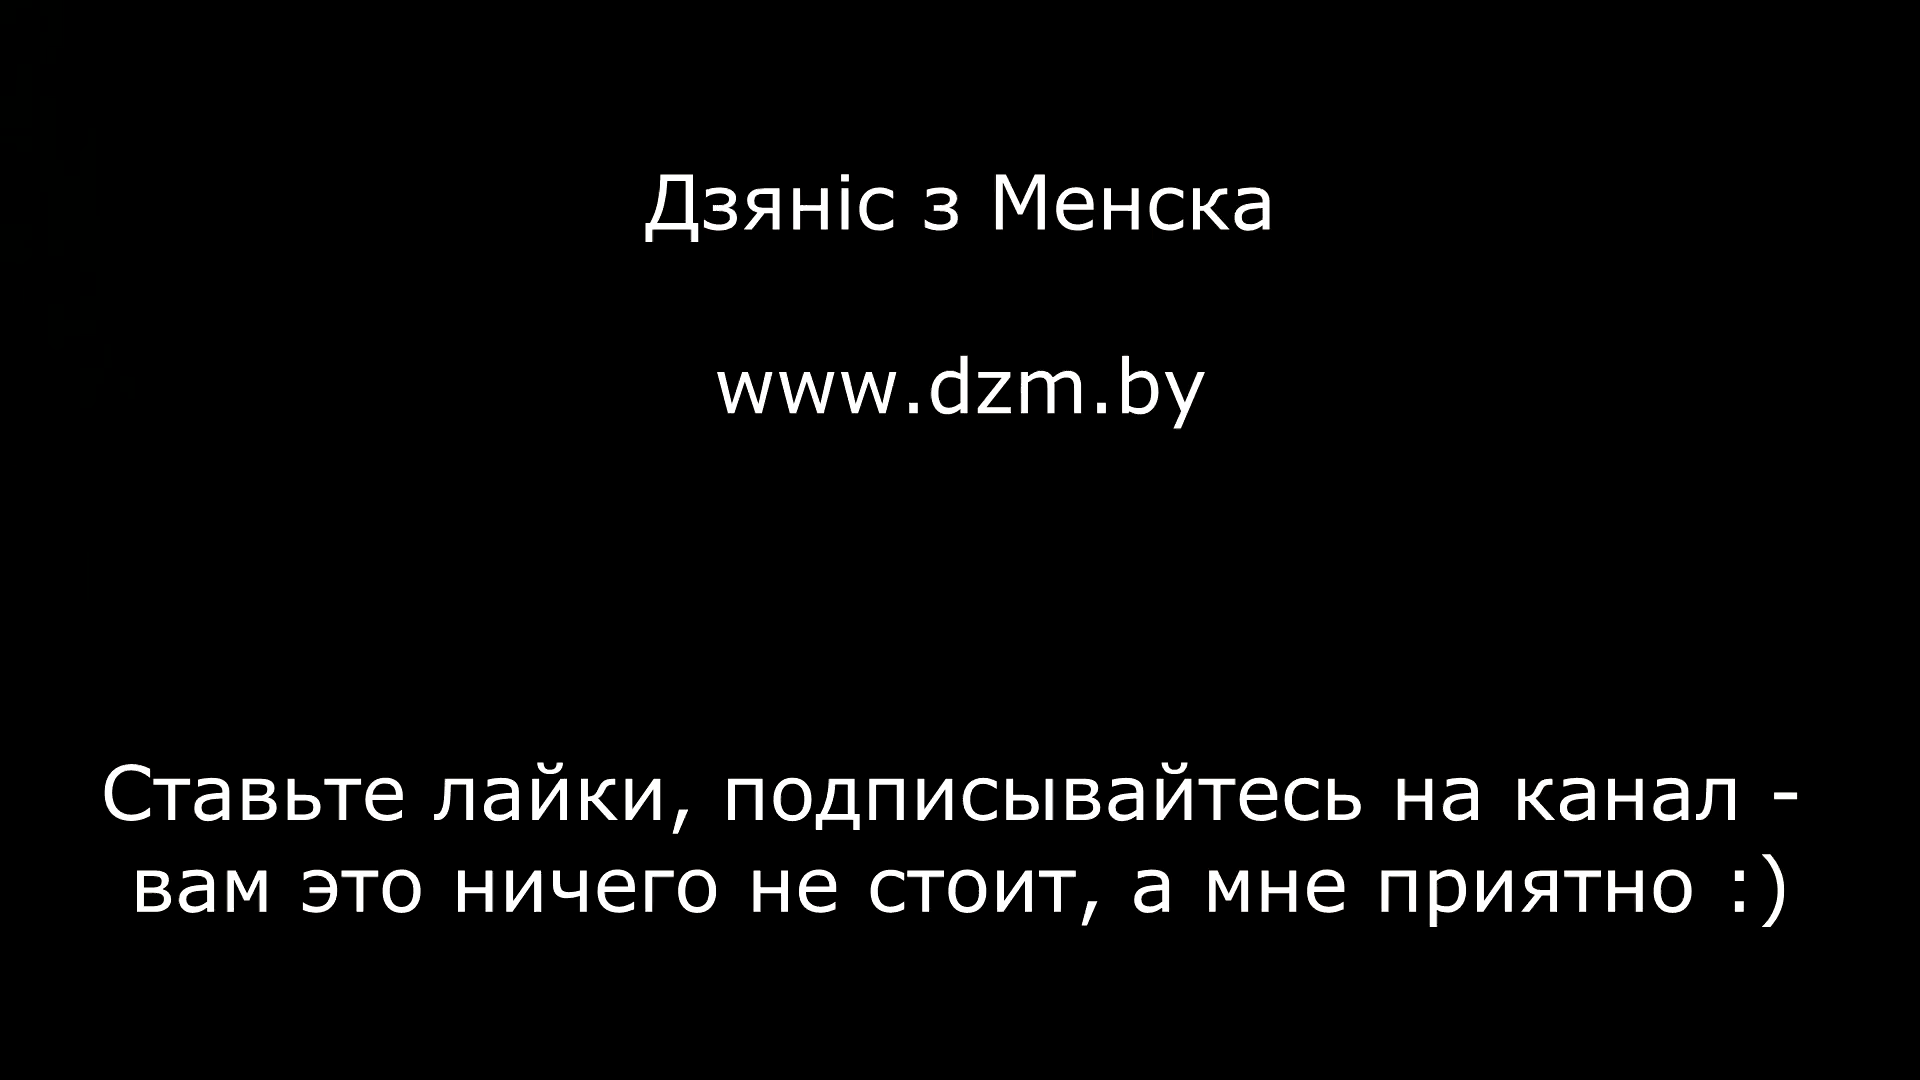 Дзяніс з Менска
www.dzm.by
Ставьте лайки, подписывайтесь на канал -
вам это ничего не стоит, а мне приятно :)